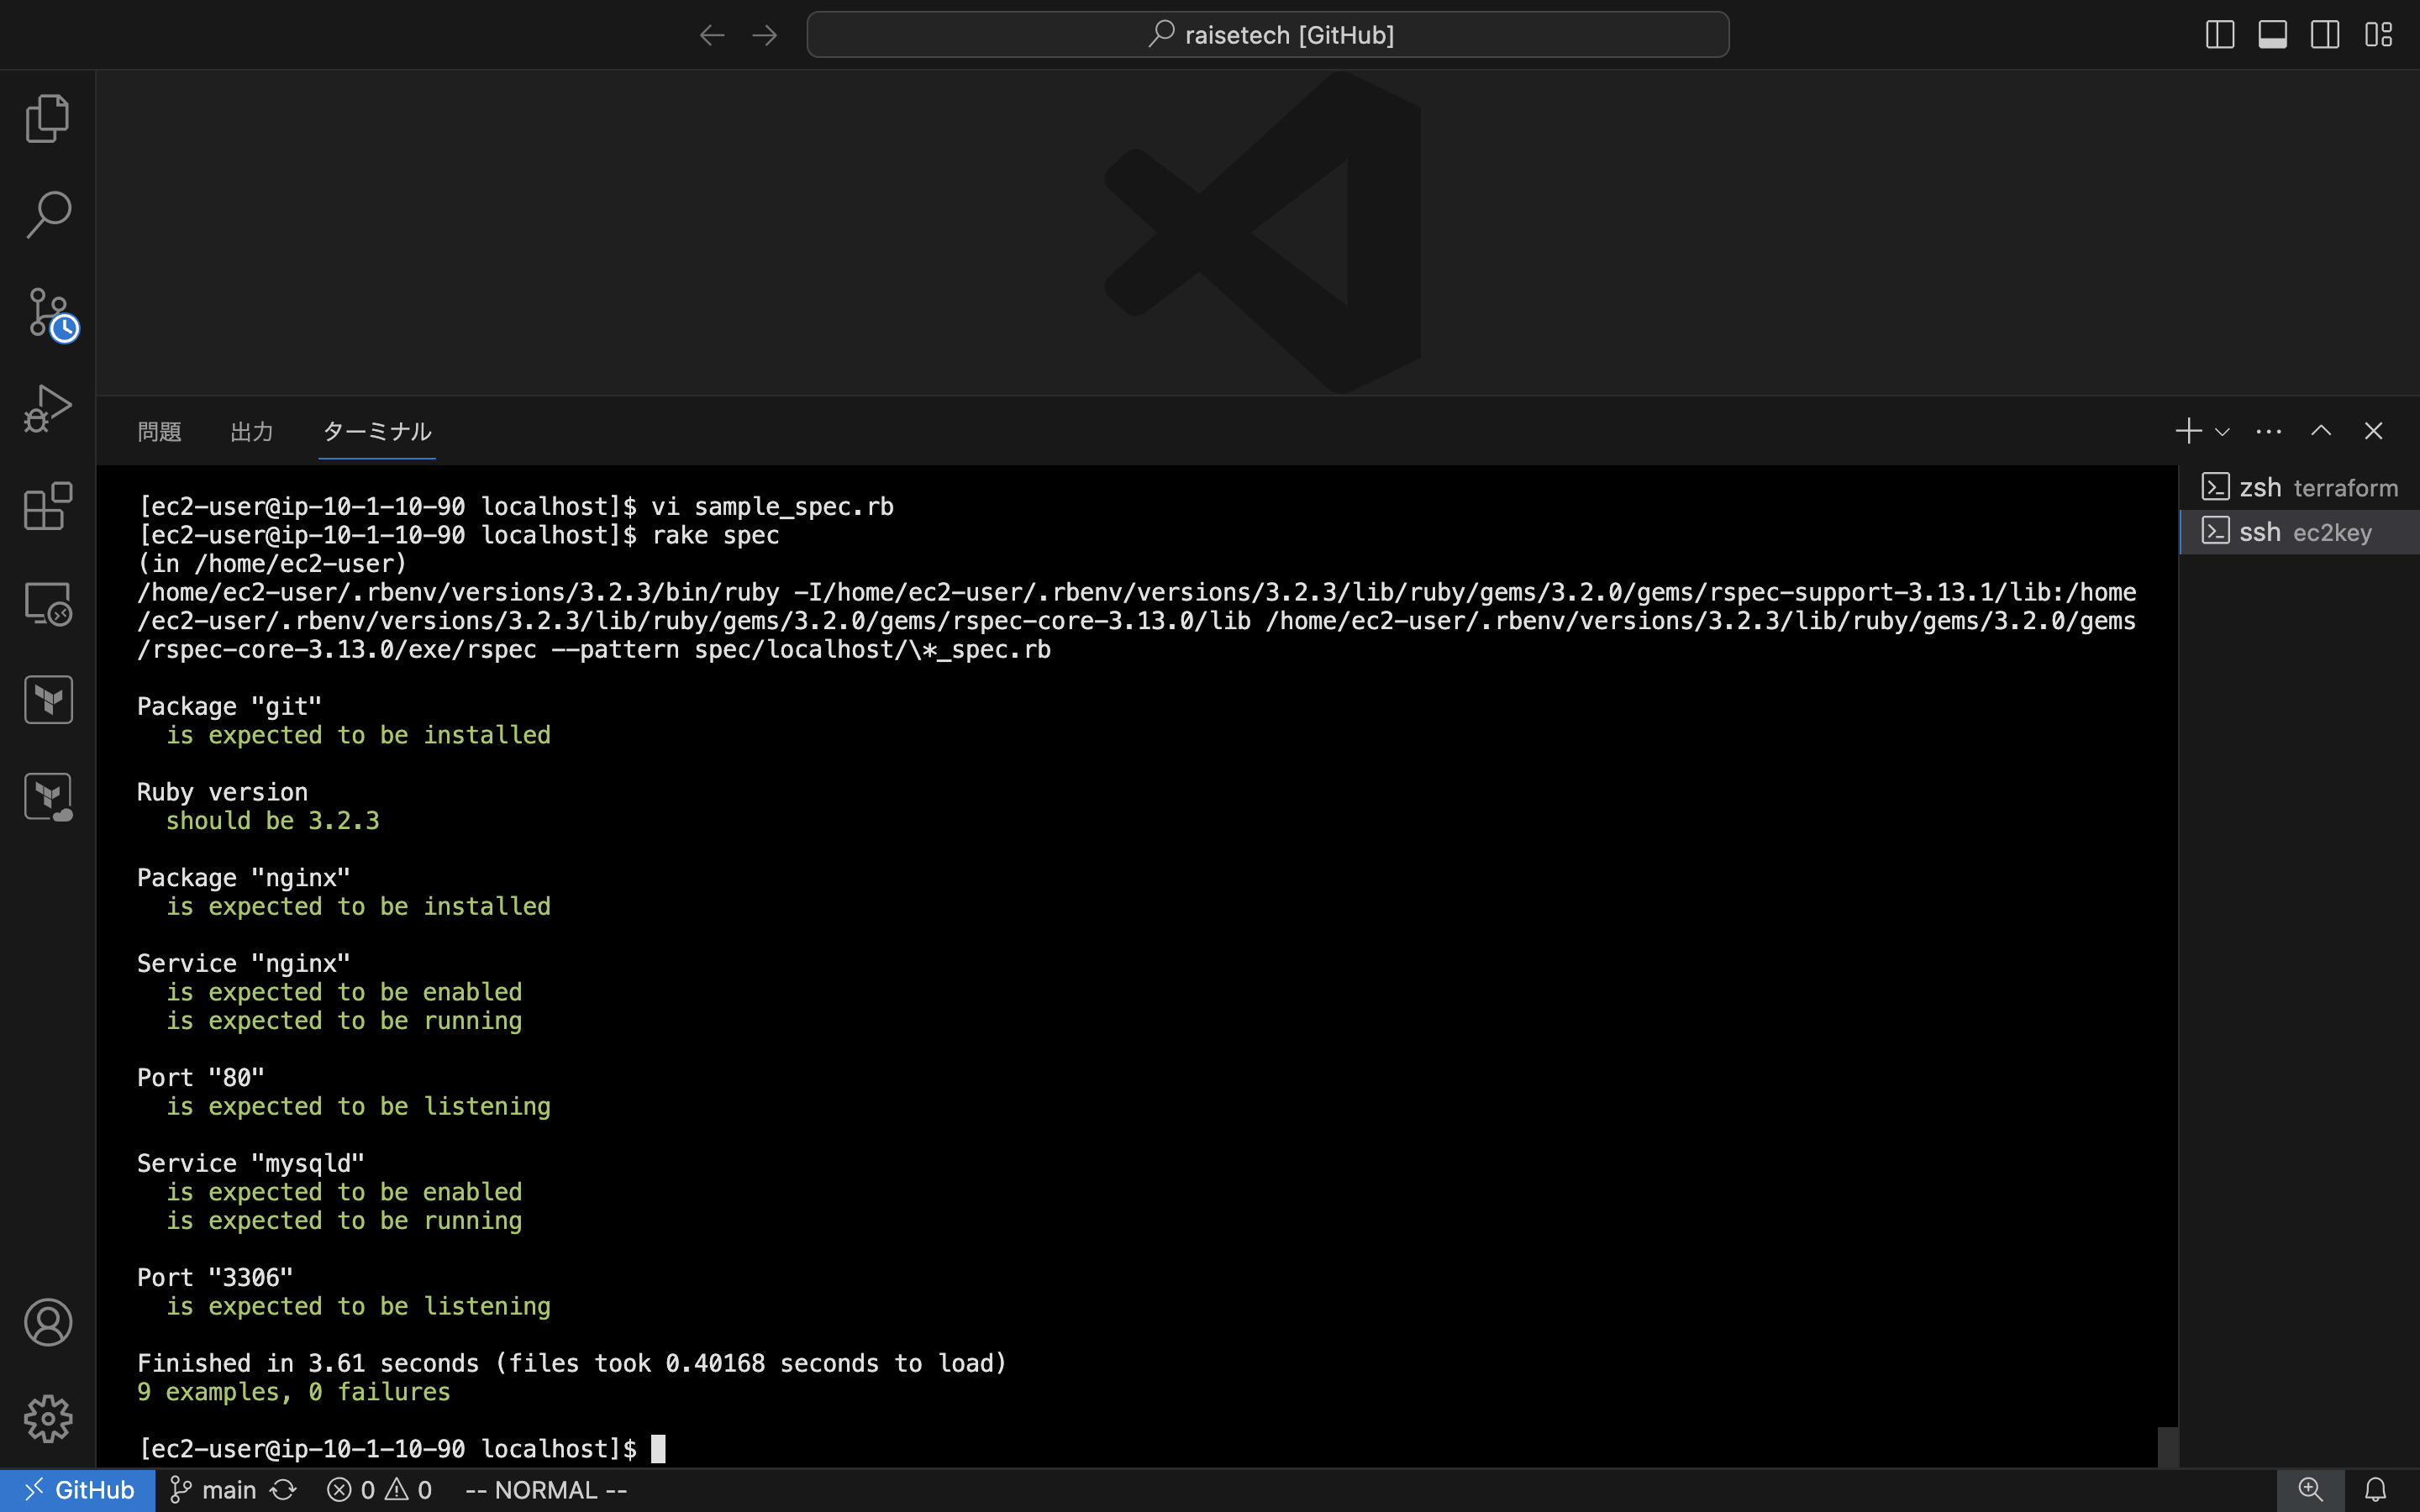 raisetech [GitHub]
問題 出力 ターミナル
zsh terraform
ssh ec2key
[ec2-user@ip-10-1-10-90 localhost]$ vi sample_spec.rb
[ec2-user@ip-10-1-10-90 localhost]$ rake spec
(in /home/ec2-user)
/home/ec2-user/.rbenv/versions/3.2.3/bin/ruby -I/home/ec2-user/.rbenv/versions/3.2.3/lib/ruby/gems/3.2.0/gems/rspec-support-3.13.1/lib:/home
/ec2-user/.rbenv/versions/3.2.3/lib/ruby/gems/3.2.0/gems/rspec-core-3.13.0/lib /home/ec2-user/.rbenv/versions/3.2.3/lib/ruby/gems/3.2.0/gems
/rspec-core-3.13.0/exe/rspec --pattern spec/localhost/\*_spec.rb
Package "git"
is expected to be installed
Ruby version
should be 3.2.3
Package "nginx"
is expected to be installed
Service "nginx"
is expected to be enabled
is expected to be running
Port "80"
is expected to be listening
Service "mysqld"
is expected to be enabled
is expected to be running
Port "3306"
is expected to be listening
Finished in 3.61 seconds (files took 0.40168 seconds to load)
9 examples, 0 failures
[ec2-user@ip-10-1-10-90 localhost]$
GitHub main 0 0 -- NORMAL --